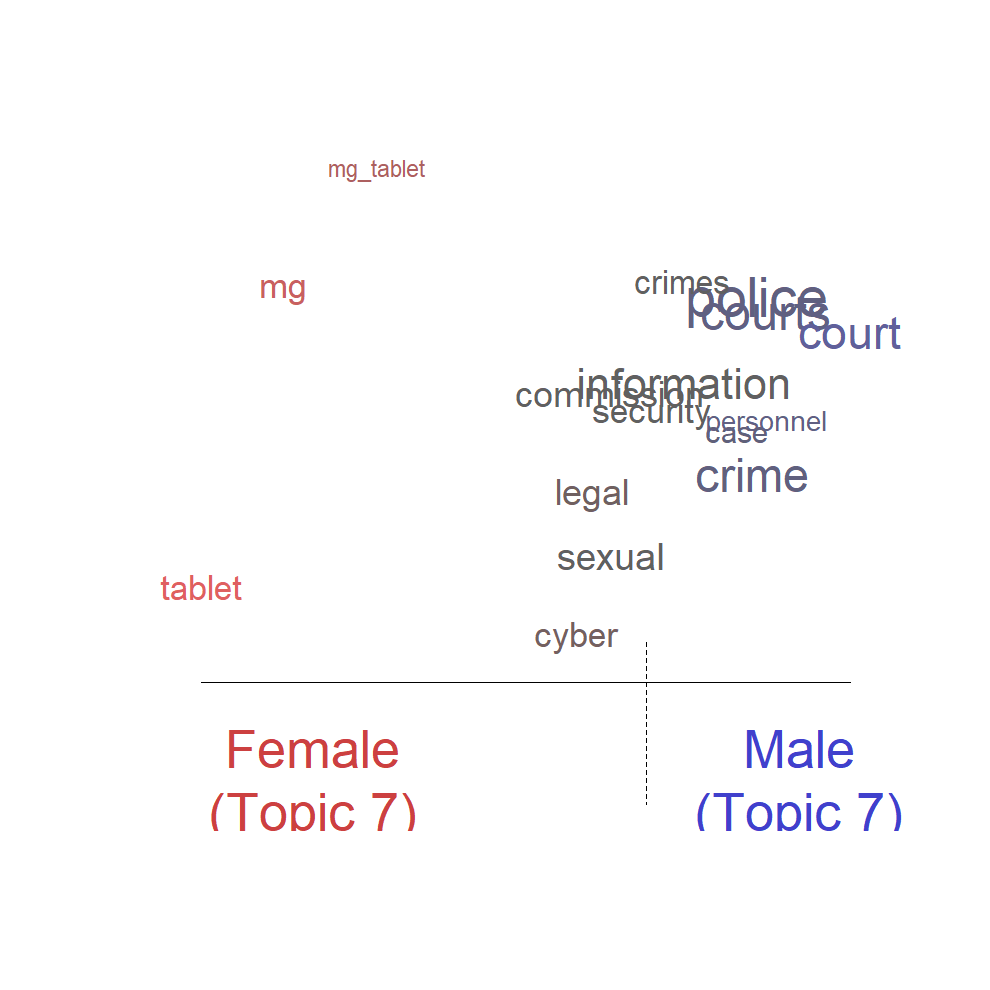 mg_tablet
crimes
mg
police
courts
court
information
commission
security
personnel
case
crime
legal
sexual
tablet
cyber
Female
Male
(Topic 7)
(Topic 7)